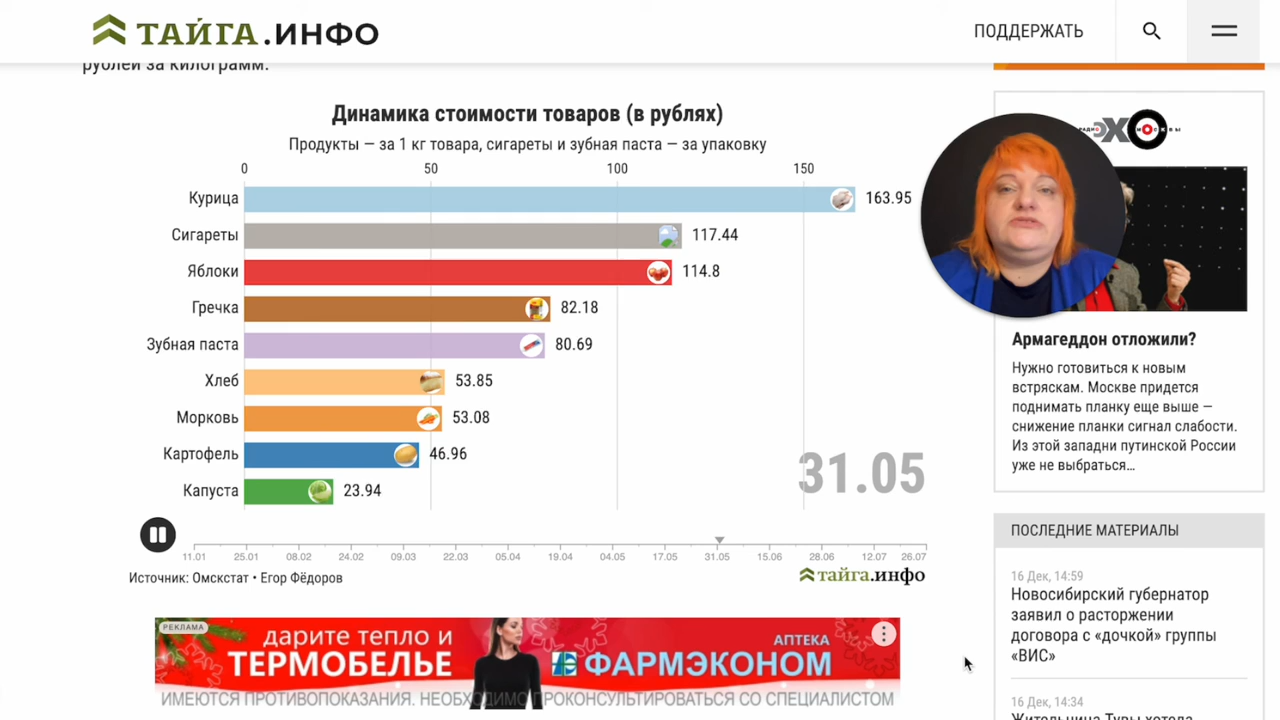 ТАЙГА.ИНФО
ПОДДЕРЖАТЬ
рублей за килограмм.
Динамика стоимости товаров (в рублях)
Продукты — за 1 кг товара, сигареты и зубная паста — за упаковку
0 50 100 150
Курица 163.95
Сигареты 117.44
Яблоки 114.8
Гречка 82.18
Зубная паста 80.69
Хлеб 53.85
Морковь 53.08
Картофель 46.96
Капуста 23.94
31.05
11.01 25.01 08.02 24.02 09.03 22.03 05.04 19.04 04.05 17.05 31.05 15.06 28.06 12.07 26.07
Источник: Омскстат • Егор Фёдоров
тайга.инфо
РЕКЛАМА
дарите тепло и
ТЕРМОБЕЛЬЕ
АПТЕКА
ФАРМЭКОНОМ
ИМЕЮТСЯ ПРОТИВОПОКАЗАНИЯ. НЕОБХОДИМО ПРОКОНСУЛЬТИРОВАТЬСЯ СО СПЕЦИАЛИСТОМ
Армагеддон отложили?
Нужно готовиться к новым
встряскам. Москве придется
поднимать планку еще выше —
снижение планки сигнал слабости.
Из этой западни путинской России
уже не выбраться…
ПОСЛЕДНИЕ МАТЕРИАЛЫ
16 Дек, 14:59
Новосибирский губернатор
заявил о расторжении
договора с «дочкой» группы
«ВИС»
16 Дек, 14:34
Жительница Тувы хотела